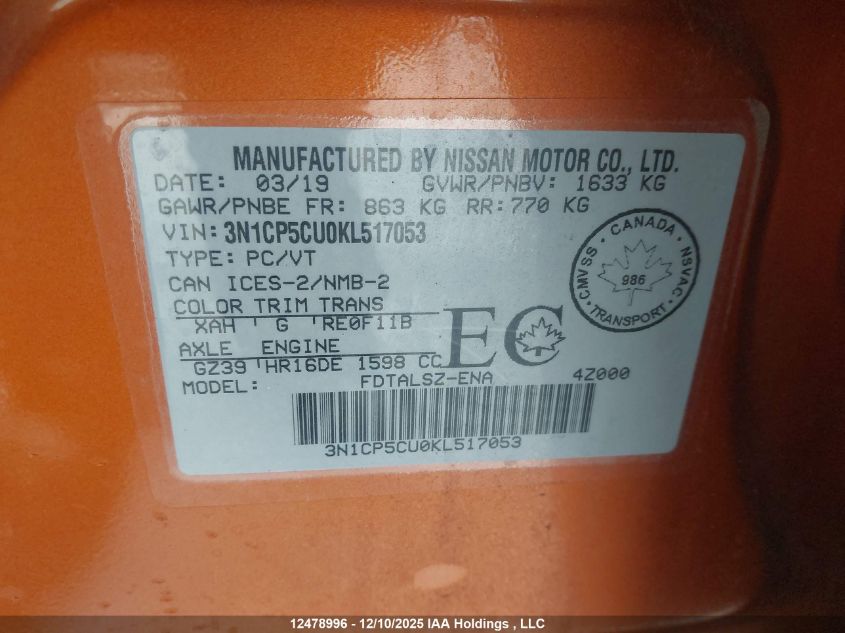 MANUFACTURED BY NISSAN MOTOR CO., LTD.
DATE: 03/19 GVWR/PNBV: 1633 KG
GAWR/PNBE FR: 863 KG RR: 770 KG
VIN: 3N1CP5CU0KL517053
TYPE: PC/VT
CAN ICES-2/NMB-2
COLOR TRIM TRANS
XAH G RE0F11B
AXLE ENGINE
GZ39 HR16DE 1598 CC
EC
CMVSS CANADA NSVAC
986
TRANSPORT
MODEL: FDTALSZ-ENA 4Z000
3N1CP5CU0KL517053
12478996 - 12/10/2025 IAA Holdings , LLC